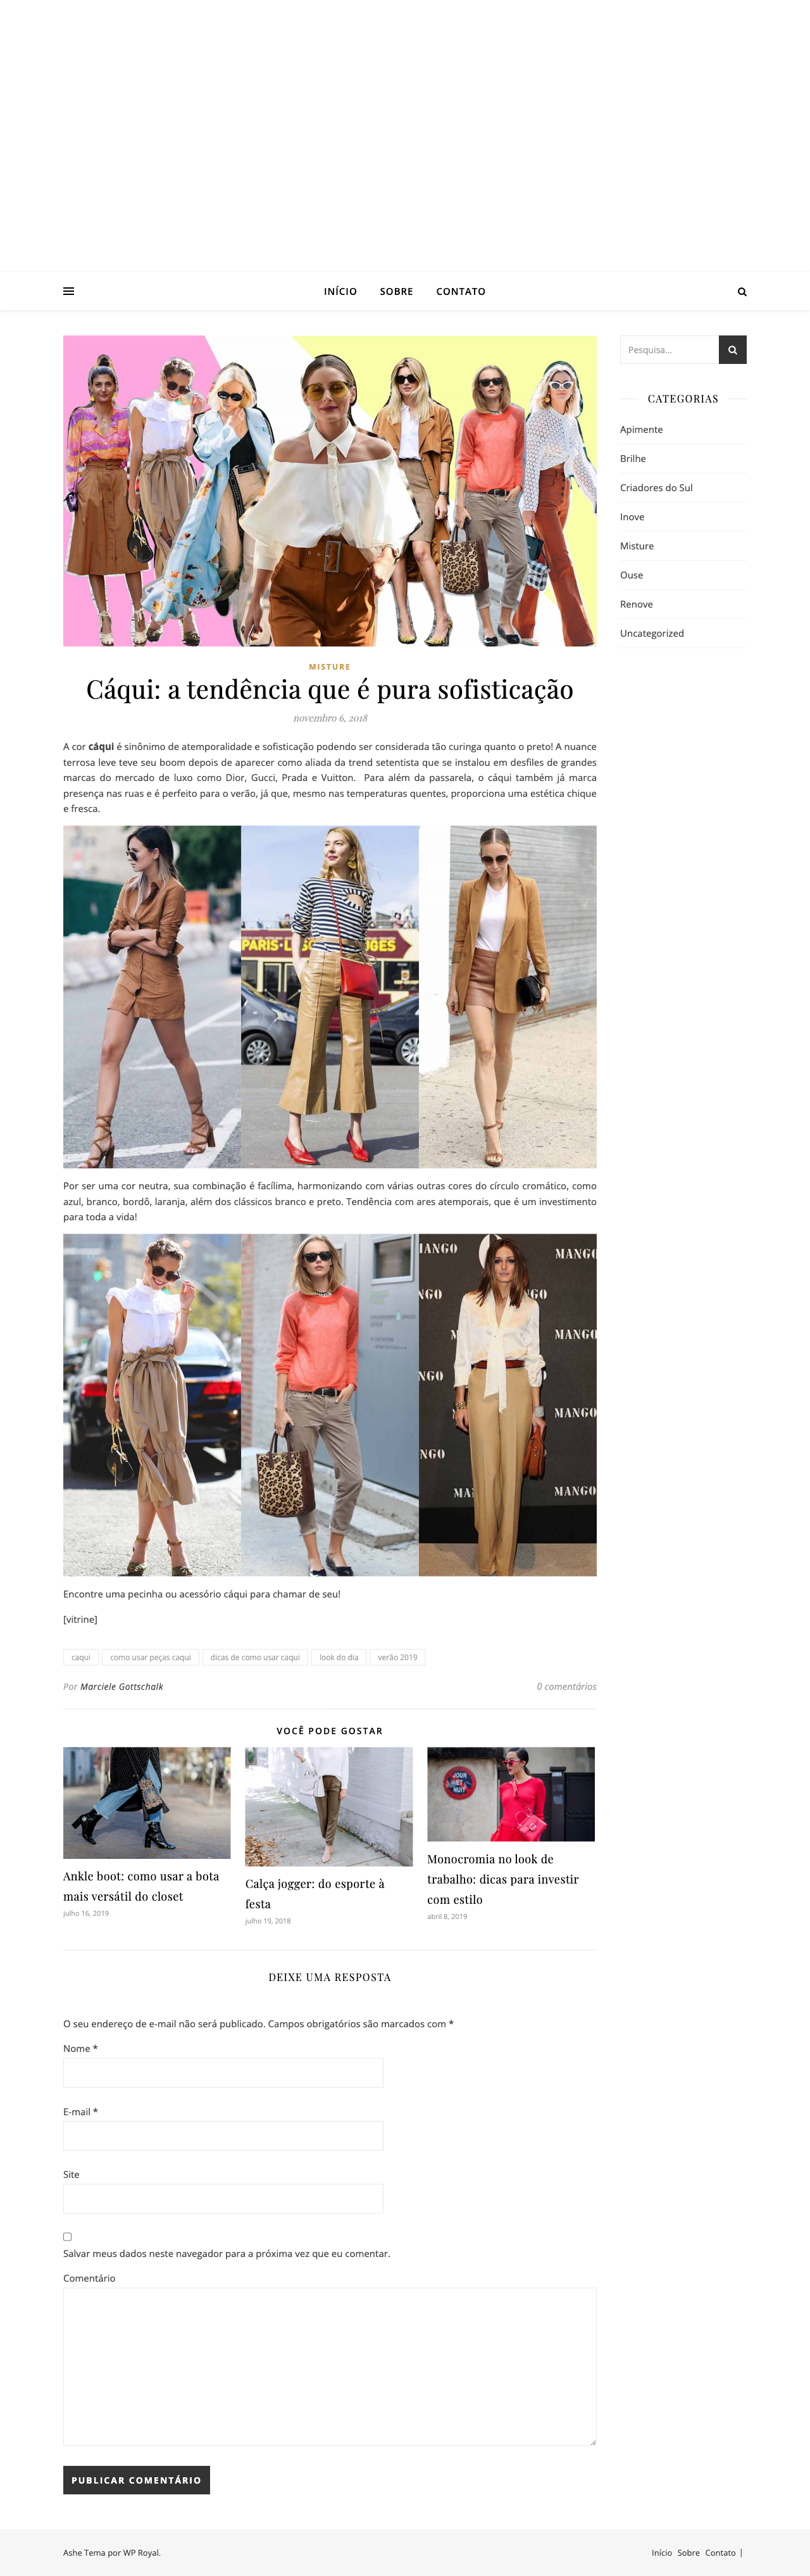 INÍCIO SOBRE CONTATO
Pesquisa...
CATEGORIAS
Apimente
Brilhe
Criadores do Sul
Inove
Misture
Ouse
Renove
Uncategorized
MISTURE
Cáqui: a tendência que é pura sofisticação
novembro 6, 2018
A cor cáqui é sinônimo de atemporalidade e sofisticação podendo ser considerada tão curinga quanto o preto! A nuance
terrosa leve teve seu boom depois de aparecer como aliada da trend setentista que se instalou em desfiles de grandes
marcas do mercado de luxo como Dior, Gucci, Prada e Vuitton. Para além da passarela, o cáqui também já marca
presença nas ruas e é perfeito para o verão, já que, mesmo nas temperaturas quentes, proporciona uma estética chique
e fresca.
PARIS-L ROUGES
Por ser uma cor neutra, sua combinação é facílima, harmonizando com várias outras cores do círculo cromático, como
azul, branco, bordô, laranja, além dos clássicos branco e preto. Tendência com ares atemporais, que é um investimento
para toda a vida!
MANGO
MANGO
MANGO
MANGO
MANGO
Encontre uma pecinha ou acessório cáqui para chamar de seu!
[vitrine]
caqui como usar peças caqui dicas de como usar caqui look do dia verão 2019
Por Marciele Gottschalk 0 comentários
VOCÊ PODE GOSTAR
JOUR
ET
NUIT
Ankle boot: como usar a bota
mais versátil do closet
julho 16, 2019
Calça jogger: do esporte à
festa
julho 19, 2018
Monocromia no look de
trabalho: dicas para investir
com estilo
abril 8, 2019
DEIXE UMA RESPOSTA
O seu endereço de e-mail não será publicado. Campos obrigatórios são marcados com *
Nome *
E-mail *
Site
Salvar meus dados neste navegador para a próxima vez que eu comentar.
Comentário
PUBLICAR COMENTÁRIO
Ashe Tema por WP Royal. Início Sobre Contato |